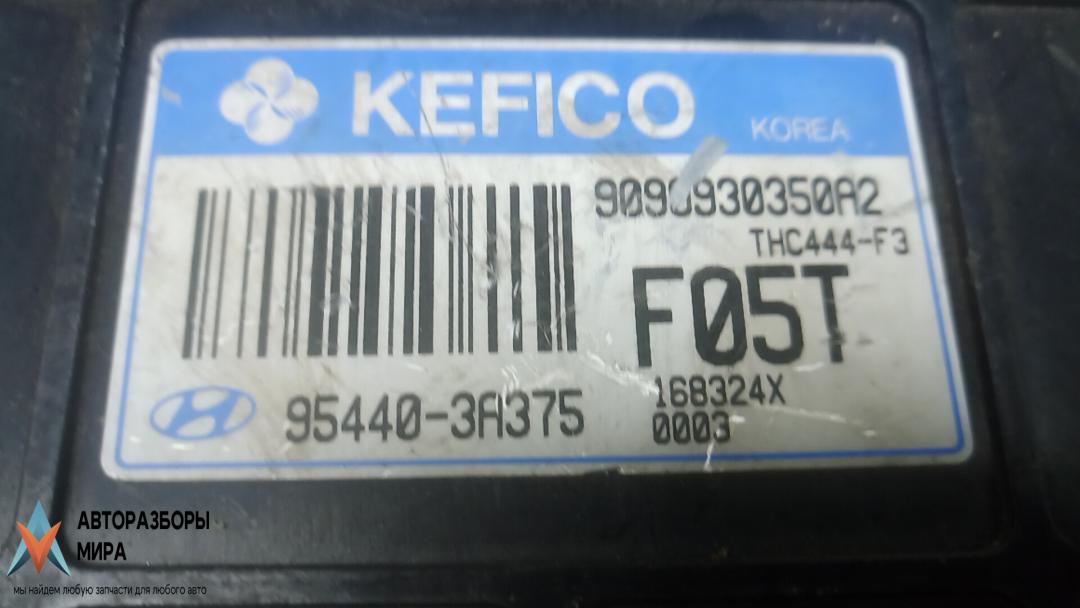 KEFICO
KOREA
9090930350A2
THC444-F3
F05T
95440-3A375
168324X
0003
АВТОРАЗБОРЫ
МИРА
мы найдем любую запчасти для любого авто